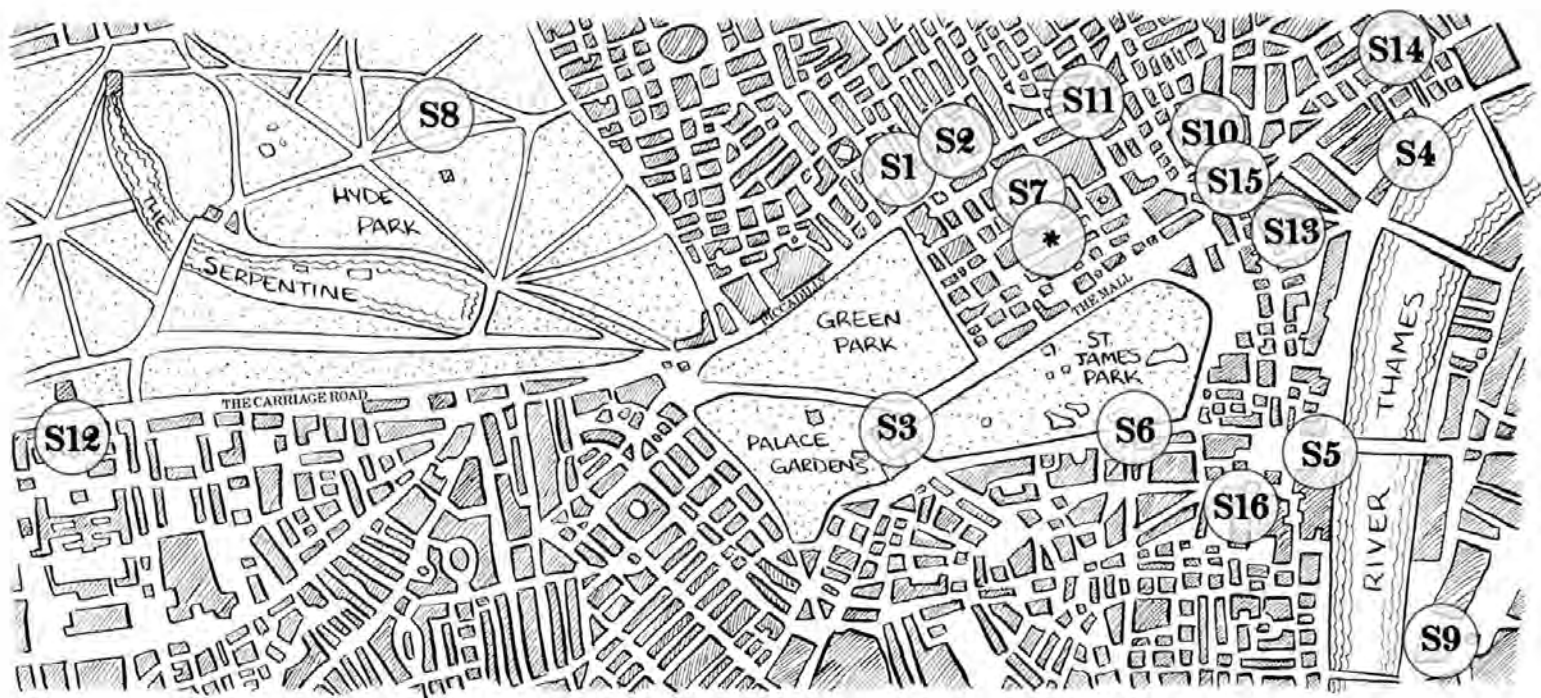 S14
S8
S11
S10
S2
S4
S1
S15
S7
HYDE
PARK
*
S13
THE
SERPENTINE
PICCADILLY
THE MALL
GREEN
PARK
ST.
JAMES
PARK
THAMES
THE CARRIAGE ROAD
S12
S3
S6
PALACE
GARDENS
S5
S16
RIVER
S9